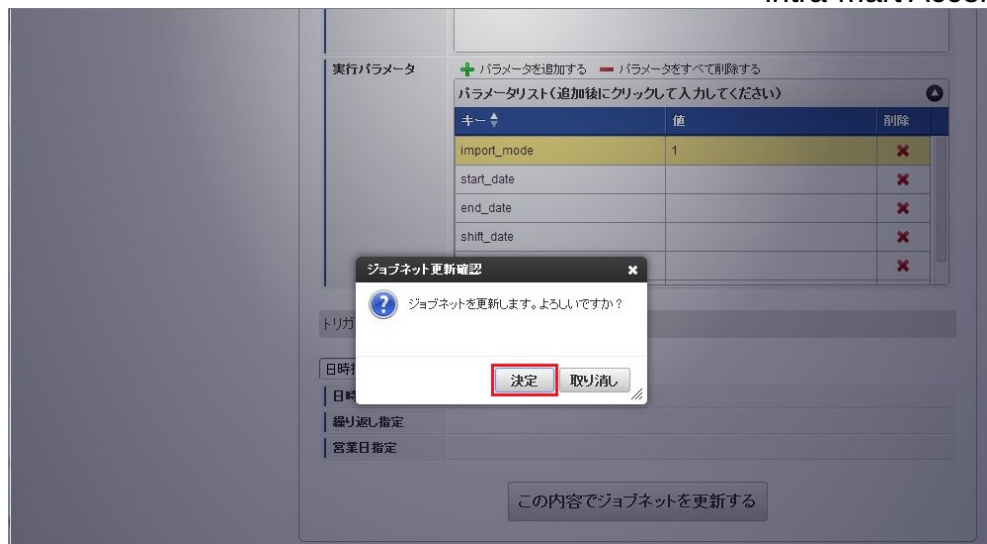 実行パラメータ
パラメータを追加する パラメータをすべて削除する
パラメータリスト(追加後にクリックして入力してください)
キー 値 削除
import_mode 1
start_date
end_date
shift_date
ジョブネット更新確認
ジョブネットを更新します。よろしいですか？
トリガ
決定 取り消し
日時
日時
繰り返し指定
営業日指定
この内容でジョブネットを更新する